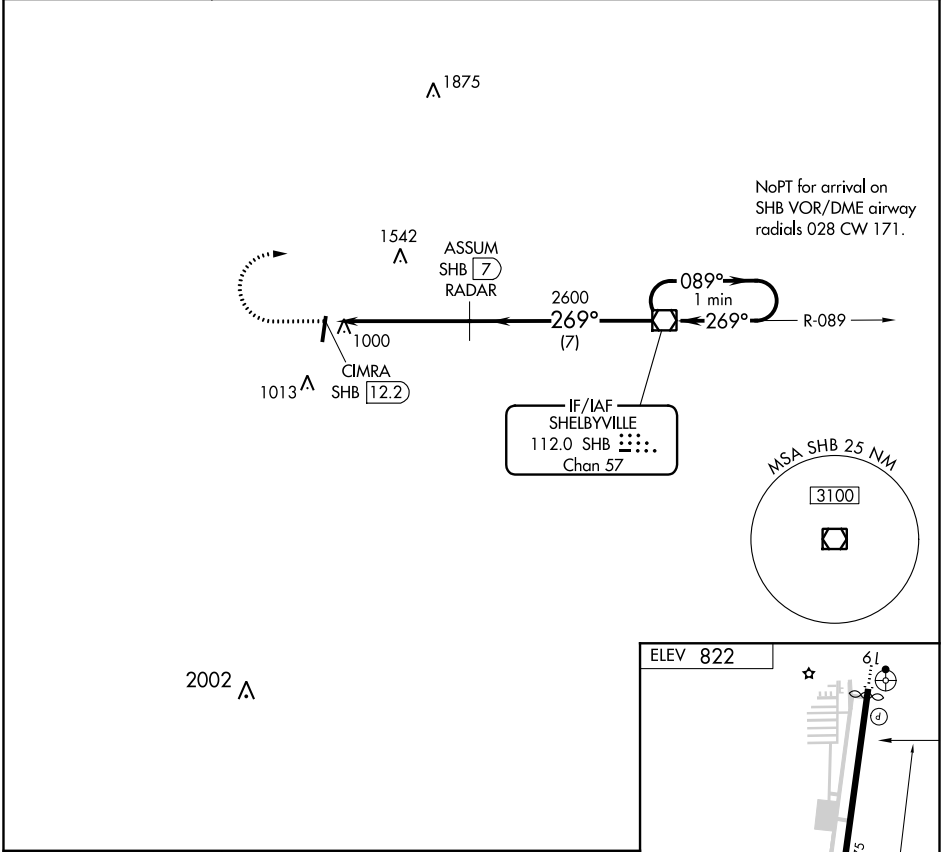 1875
NoPT for arrival on
SHB VOR/DME airway
radials 028 CW 171.
1542
ASSUM
SHB 7
RADAR
2600
269°
(7)
089°
1 min
269°
R-089
1000
CIMRA
SHB 12.2
1013
IF/IAF
SHELBYVILLE
112.0 SHB
Chan 57
MSA SHB 25 NM
3100
2002
ELEV 822
19
P